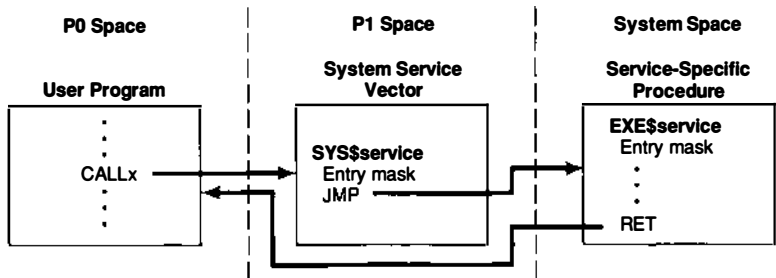 P0 Space
P1 Space
System Space
User Program
System Service
Vector
Service-Specific
Procedure
CALLx
SYS$service
Entry mask
JMP
EXE$service
Entry mask
RET